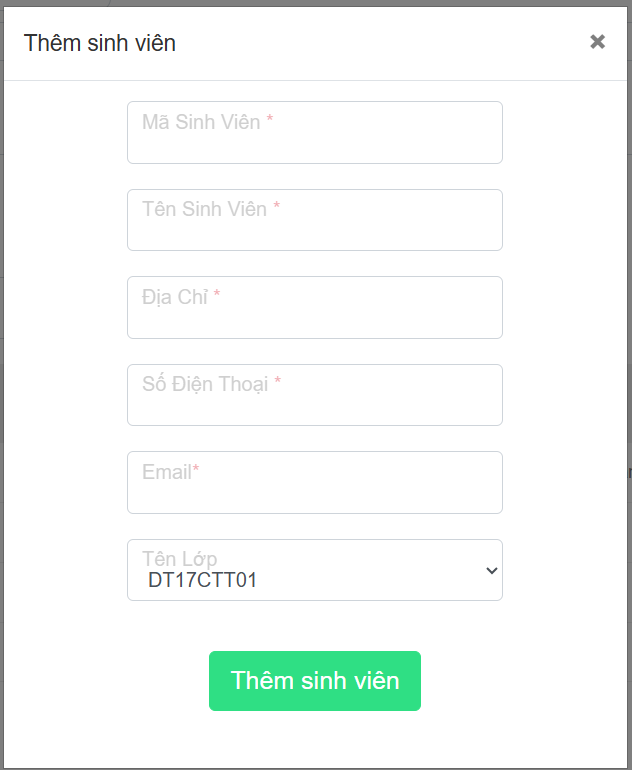 Thêm sinh viên
Mã Sinh Viên *
Tên Sinh Viên *
Địa Chỉ *
Số Điện Thoại *
Email*
Tên Lớp
DT17CTT01
Thêm sinh viên